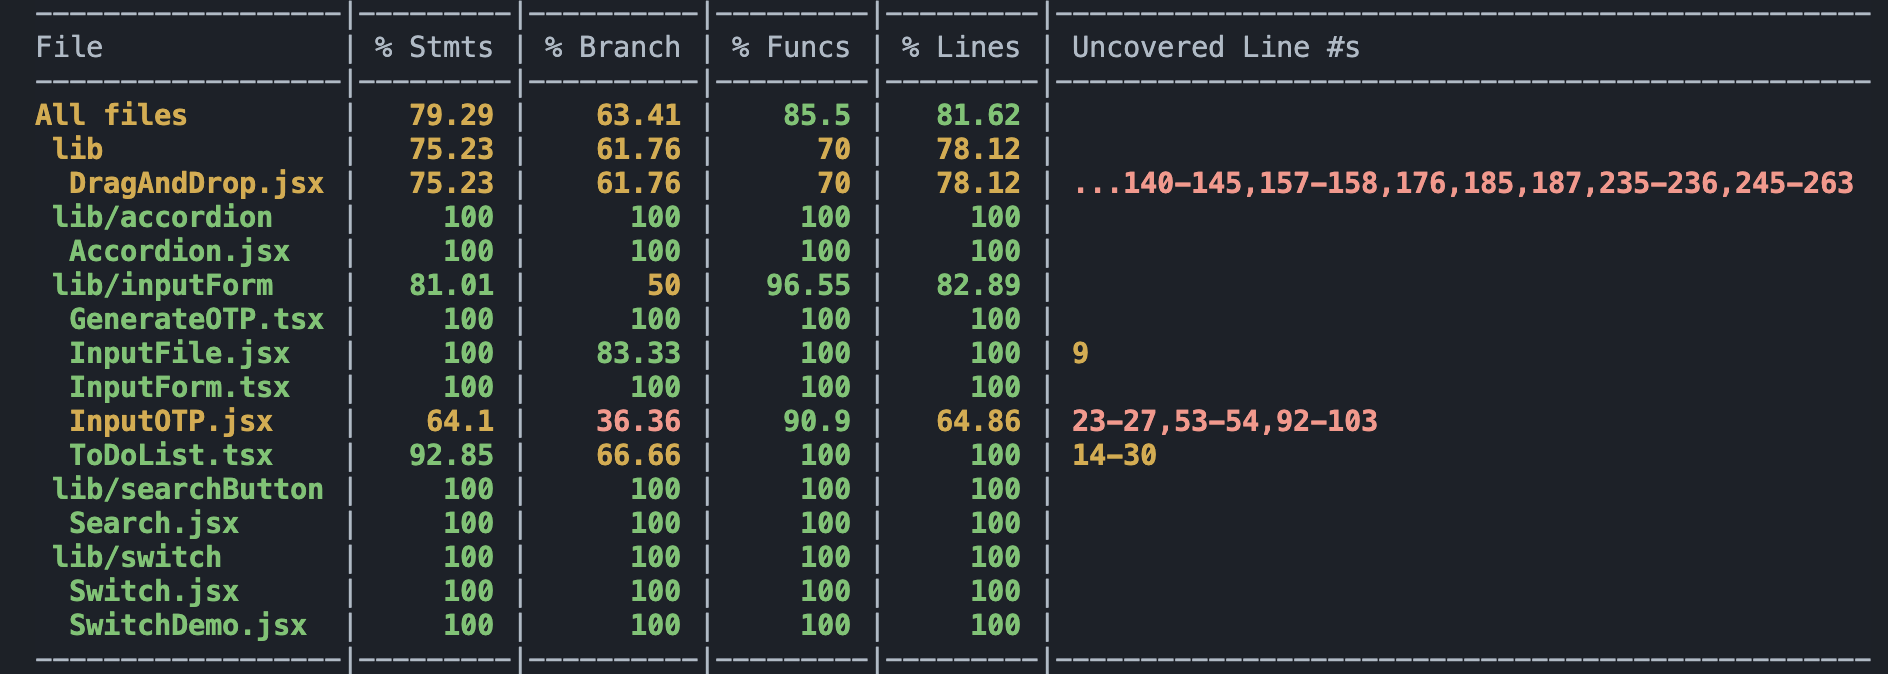 File | % Stmts | % Branch | % Funcs | % Lines | Uncovered Line #s
All files | 79.29 | 63.41 | 85.5 | 81.62 |
lib | 75.23 | 61.76 | 70 | 78.12 |
DragAndDrop.jsx | 75.23 | 61.76 | 70 | 78.12 | ...140-145,157-158,176,185,187,235-236,245-263
lib/accordion | 100 | 100 | 100 | 100 |
Accordion.jsx | 100 | 100 | 100 | 100 |
lib/inputForm | 81.01 | 50 | 96.55 | 82.89 |
GenerateOTP.tsx | 100 | 100 | 100 | 100 |
InputFile.jsx | 100 | 83.33 | 100 | 100 | 9
InputForm.tsx | 100 | 100 | 100 | 100 |
InputOTP.jsx | 64.1 | 36.36 | 90.9 | 64.86 | 23-27,53-54,92-103
ToDoList.tsx | 92.85 | 66.66 | 100 | 100 | 14-30
lib/searchButton | 100 | 100 | 100 | 100 |
Search.jsx | 100 | 100 | 100 | 100 |
lib/switch | 100 | 100 | 100 | 100 |
Switch.jsx | 100 | 100 | 100 | 100 |
SwitchDemo.jsx | 100 | 100 | 100 | 100 |